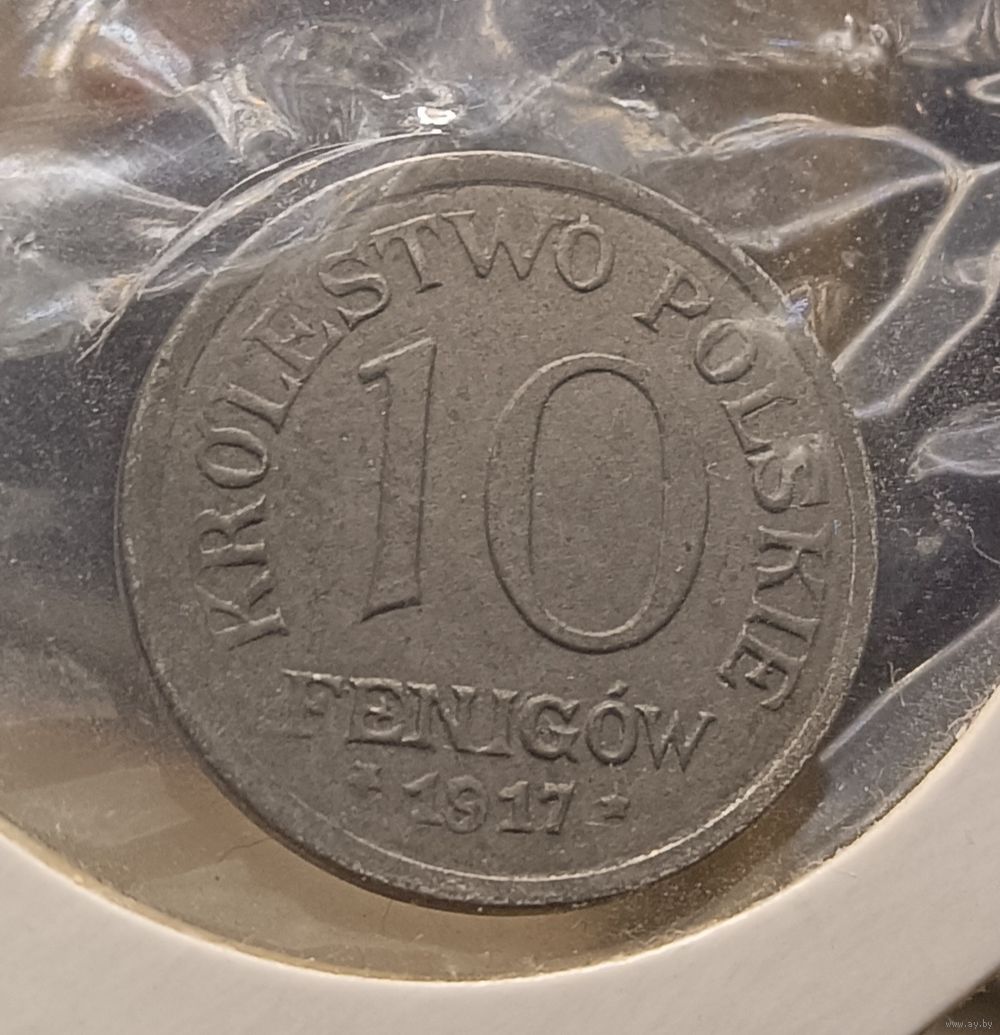 KRÓLESTWO POLSKIE
10
FENIGÓW
* 1917 *
www.ay.by